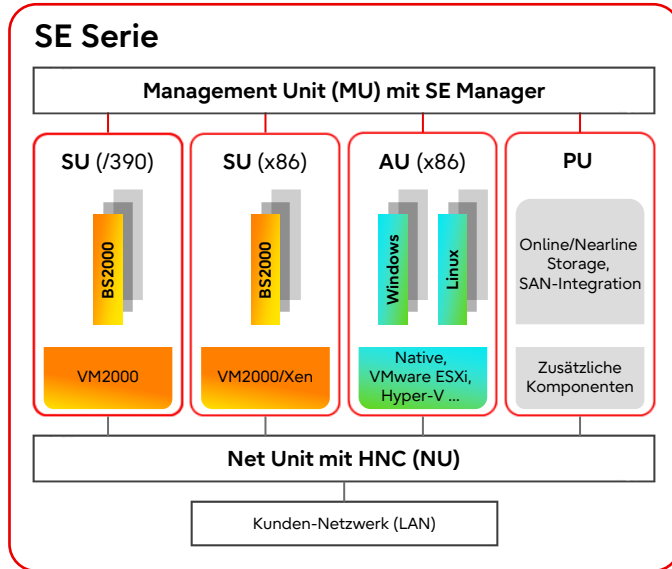 SE Serie
Management Unit (MU) mit SE Manager
SU (/390)
BS2000
VM2000
SU (x86)
BS2000
VM2000/Xen
AU (x86)
Windows
Linux
Native,
VMware ESXi,
Hyper-V ...
PU
Online/Nearline
Storage,
SAN-Integration
Zusätzliche
Komponenten
Net Unit mit HNC (NU)
Kunden-Netzwerk (LAN)